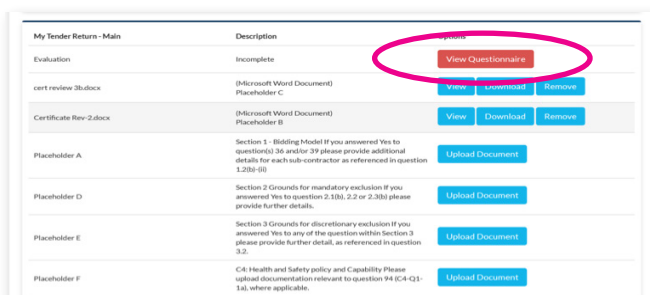 My Tender Return - Main Description Options
Evaluation Incomplete View Questionnaire
cert review 3b.docx (Microsoft Word Document) View Download Remove
Placeholder C
Certificate Rev-2.docx (Microsoft Word Document) View Download Remove
Placeholder B
Placeholder A Section 1 - Bidding Model If you answered Yes to Upload Document
question(s) 36 and/or 39 please provide additional
details for each sub-contractor as referenced in question
1.2(b)-(ii)
Placeholder D Section 2 Grounds for mandatory exclusion If you Upload Document
answered Yes to question 2.1(b), 2.2 or 2.3(b) please
provide further details.
Placeholder E Section 3 Grounds for discretionary exclusion If you Upload Document
answered Yes to any of the question within Section 3
please provide further detail, as referenced in question
3.2.
Placeholder F C4: Health and Safety policy and Capability Please Upload Document
upload documentation relevant to question 94 (C4-Q1-
1a), where applicable.